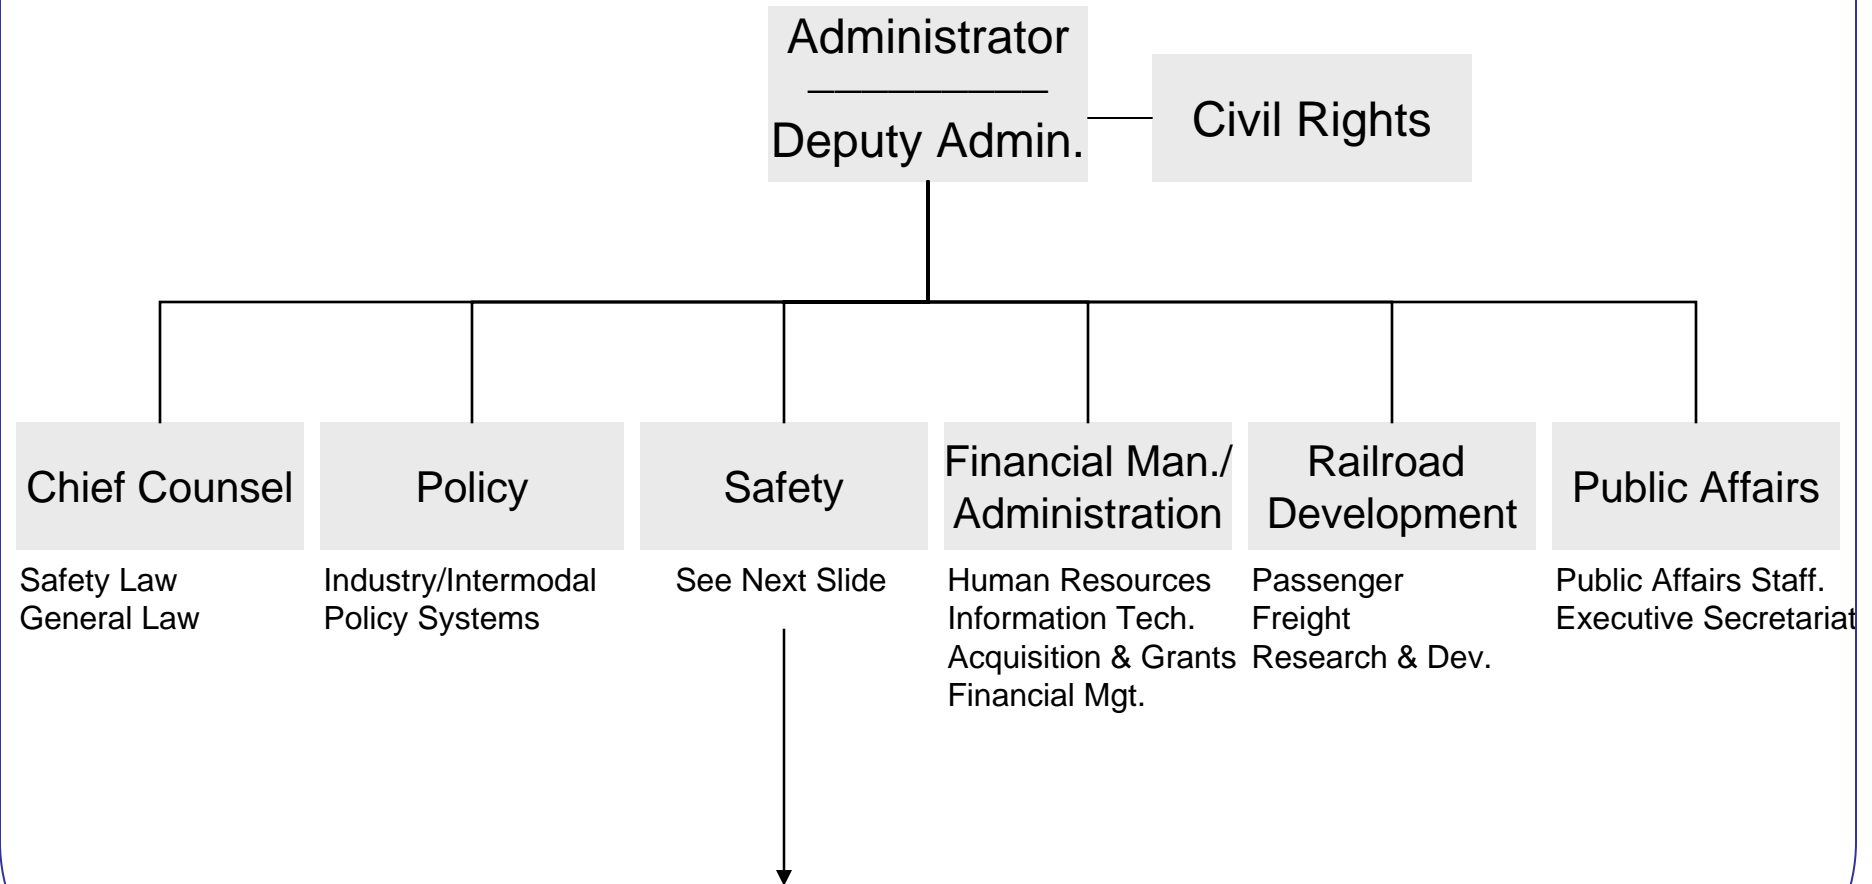 Administrator
Deputy Admin.
Civil Rights
Chief Counsel
Safety Law
General Law
Policy
Industry/Intermodal
Policy Systems
Safety
See Next Slide
Financial Man./
Administration
Human Resources
Information Tech.
Acquisition & Grants
Financial Mgt.
Railroad
Development
Passenger
Freight
Research & Dev.
Public Affairs
Public Affairs Staff.
Executive Secretariat